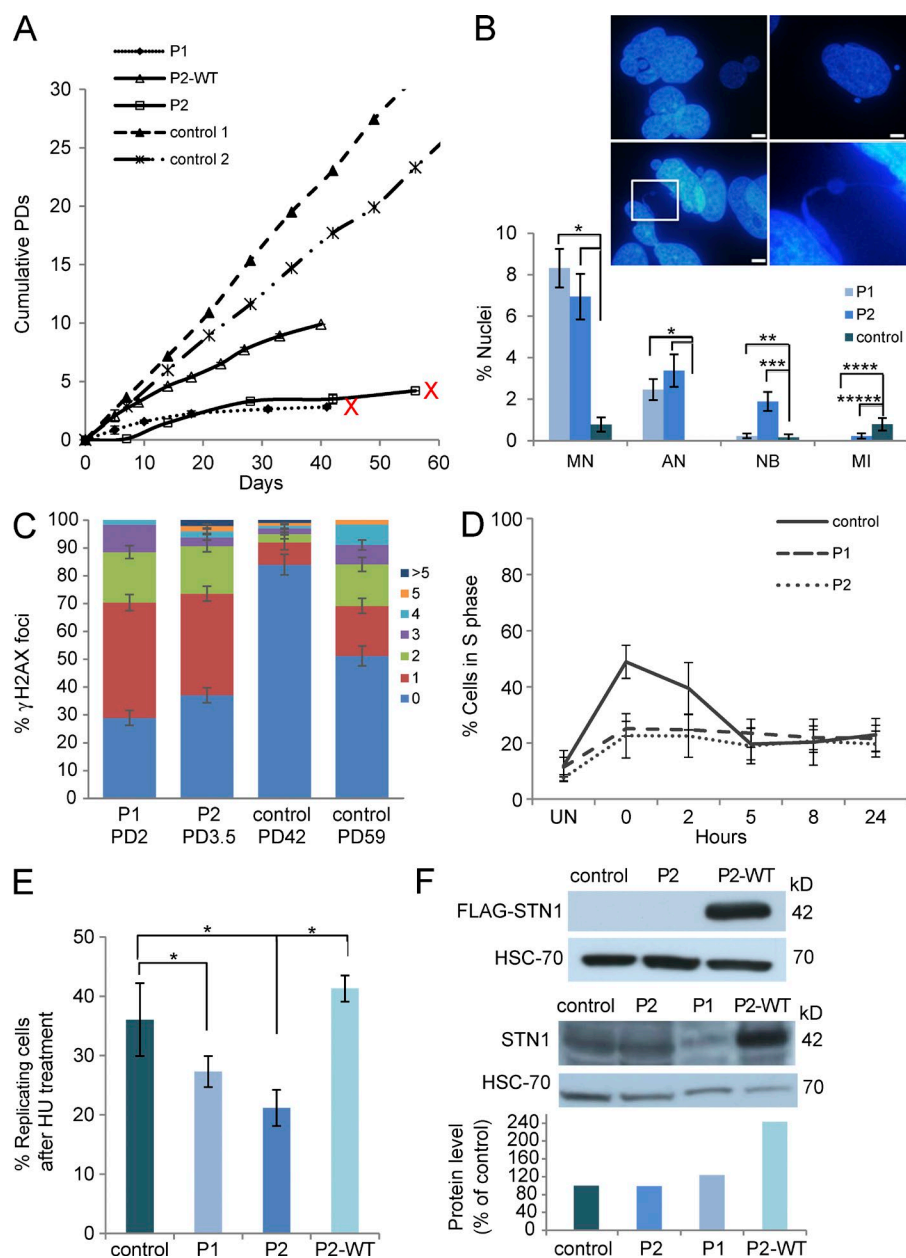 A
P1
P2-WT
P2
control 1
control 2
30
25
20
15
10
5
0
Cumulative PDs
X
X
0 10 20 30 40 50 60
Days
B
% Nuclei
8
6
4
2
0
*
*
**
***
****
*****
P1
P2
control
MN AN NB MI
C
% γH2AX foci
100
90
80
70
60
50
40
30
20
10
0
>5
5
4
3
2
1
0
P1 P2 control control
PD2 PD3.5 PD42 PD59
D
control
P1
P2
% Cells in S phase
100
80
60
40
20
0
UN 0 2 5 8 24
Hours
E
% Replicating cells
after HU treatment
50
40
30
20
10
0
* * *
control P1 P2 P2-WT
F
control P2 P2-WT kD
FLAG-STN1 42
HSC-70 70
control P2 P1 P2-WT kD
STN1 42
HSC-70 70
Protein level
(% of control)
240
200
160
120
80
40
0
control P2 P1 P2-WT